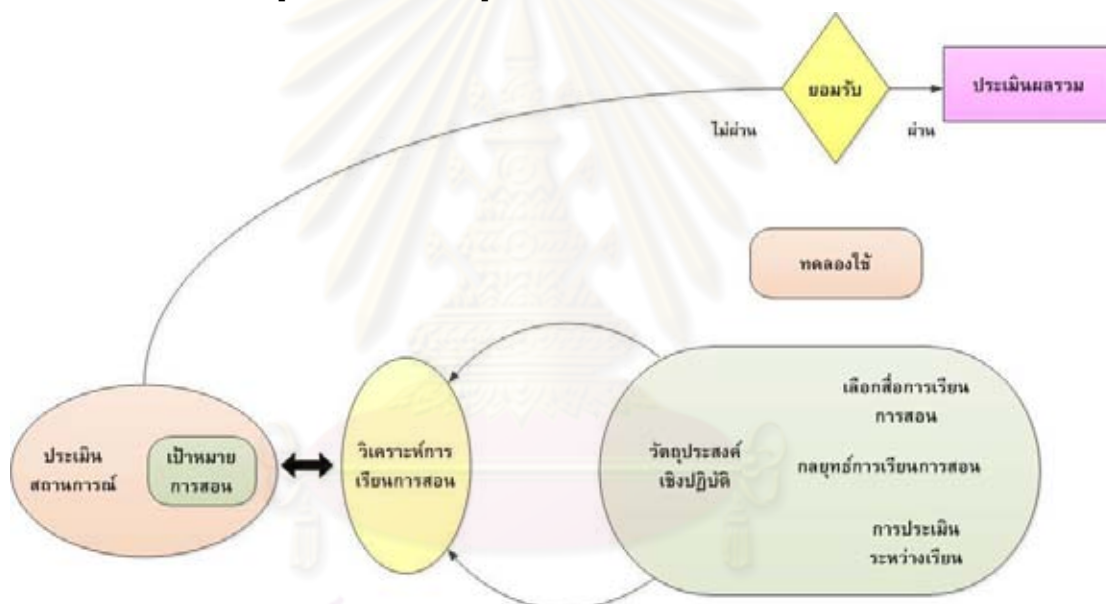 ยอมรับ
ประเมินผลรวม
ไม่ผ่าน
ผ่าน
ทดลองใช้
ประเมิน
สถานการณ์
เป้าหมาย
การสอน
วิเคราะห์การ
เรียนการสอน
วัตถุประสงค์
เชิงปฏิบัติ
เลือกสื่อการเรียน
การสอน
กลยุทธ์การเรียนการสอน
การประเมิน
ระหว่างเรียน